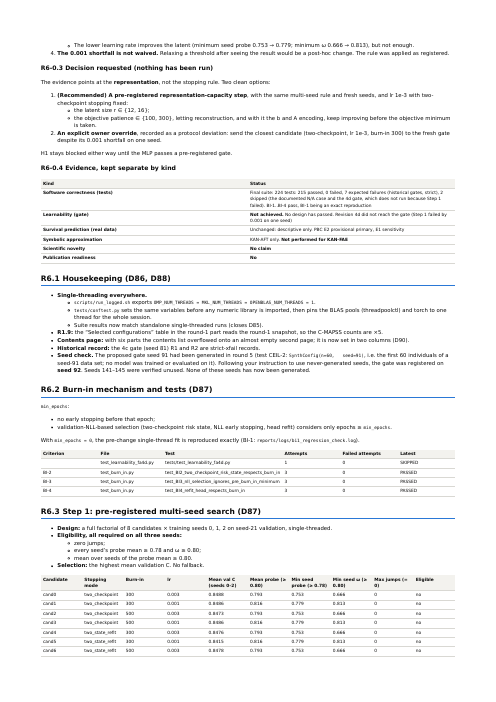 ○ The lower learning rate improves the latent (minimum seed probe 0.753 → 0.779; minimum ω 0.666 → 0.813), but not enough.
4. The 0.001 shortfall is not waived. Relaxing a threshold after seeing the result would be a post-hoc change. The rule was applied as registered.
R6-0.3 Decision requested (nothing has been run)
The evidence points at the representation, not the stopping rule. Two clean options:
1. (Recommended) A pre-registered representation-capacity step, with the same multi-seed rule and fresh seeds, and lr 1e-3 with two-
checkpoint stopping fixed:
○ the latent size r ∈ {12, 16};
○ the objective patience ∈ {100, 300}, letting reconstruction, and with it the b and A encoding, keep improving before the objective minimum
is taken.
2. An explicit owner override, recorded as a protocol deviation: send the closest candidate (two-checkpoint, lr 1e-3, burn-in 300) to the fresh gate
despite its 0.001 shortfall on one seed.
H1 stays blocked either way until the MLP passes a pre-registered gate.
R6-0.4 Evidence, kept separate by kind
Kind Status
Software correctness (tests) Final suite: 224 tests: 215 passed, 0 failed, 7 expected failures (historical gates, strict), 2
skipped (the documented N/A case and the 4d gate, which does not run because Step 1
failed). BI-1..BI-4 pass, BI-1 being an exact reproduction
Learnability (gate) Not achieved. No design has passed. Revision 4d did not reach the gate (Step 1 failed by
0.001 on one seed)
Survival prediction (real data) Unchanged: descriptive only. PBC E2 provisional primary, E1 sensitivity
Symbolic approximation KAN-AFT only. Not performed for KAN-FAE
Scientific novelty No claim
Publication readiness No
R6.1 Housekeeping (D86, D88)
• Single-threading everywhere.
○ scripts/run_logged.sh exports OMP_NUM_THREADS = MKL_NUM_THREADS = OPENBLAS_NUM_THREADS = 1.
○ tests/conftest.py sets the same variables before any numeric library is imported, then pins the BLAS pools (threadpoolctl) and torch to one
thread for the whole session.
○ Suite results now match standalone single-threaded runs (closes D85).
• R1.9: the "Selected configurations" table in the round-1 part reads the round-1 snapshot, so the C-MAPSS counts are ×5.
• Contents page: with six parts the contents list overflowed onto an almost empty second page; it is now set in two columns (D90).
• Historical record: the 4c gate (seed 81) R1 and R2 are strict-xfail records.
• Seed check. The proposed gate seed 91 had been generated in round 5 (test CEIL-2: SynthConfig(n=60, seed=91), i.e. the first 60 individuals of a
seed-91 data set; no model was trained or evaluated on it). Following your instruction to use never-generated seeds, the gate was registered on
seed 92. Seeds 141–145 were verified unused. None of these seeds has now been generated.
R6.2 Burn-in mechanism and tests (D87)
min_epochs:
• no early stopping before that epoch;
• validation-NLL-based selection (two-checkpoint risk state, NLL early stopping, head refit) considers only epochs ≥ min_epochs.
With min_epochs = 0, the pre-change single-thread fit is reproduced exactly (BI-1: reports/logs/bi1_regression_check.log).
Criterion File Test Attempts Failed attempts Latest
test_learnability_fa4d.py tests/test_learnability_fa4d.py 1 0 SKIPPED
BI-2 test_burn_in.py test_BI2_two_checkpoint_risk_state_respects_burn_in 3 0 PASSED
BI-3 test_burn_in.py test_BI3_nll_selection_ignores_pre_burn_in_minimum 3 0 PASSED
BI-4 test_burn_in.py test_BI4_refit_head_respects_burn_in 3 0 PASSED
R6.3 Step 1: pre-registered multi-seed search (D87)
• Design: a full factorial of 8 candidates × training seeds 0, 1, 2 on seed-21 validation, single-threaded.
• Eligibility, all required on all three seeds:
○ zero jumps;
○ every seed's probe mean ≥ 0.78 and ω ≥ 0.80;
○ mean over seeds of the probe mean ≥ 0.80.
• Selection: the highest mean validation C. No fallback.
Candidate Stopping mode Burn-in lr Mean val C (seeds 0-2) Mean probe (≥ 0.80) Min seed probe (≥ 0.78) Min seed ω (≥ 0.80) Max jumps (= 0) Eligible
cand0 two_checkpoint 300 0.003 0.8488 0.793 0.753 0.666 0 no
cand1 two_checkpoint 300 0.001 0.8486 0.816 0.779 0.813 0 no
cand2 two_checkpoint 500 0.003 0.8473 0.793 0.753 0.666 0 no
cand3 two_checkpoint 500 0.001 0.8486 0.816 0.779 0.813 0 no
cand4 two_state_refit 300 0.003 0.8476 0.793 0.753 0.666 0 no
cand5 two_state_refit 300 0.001 0.8415 0.816 0.779 0.813 0 no
cand6 two_state_refit 500 0.003 0.8478 0.793 0.753 0.666 0 no